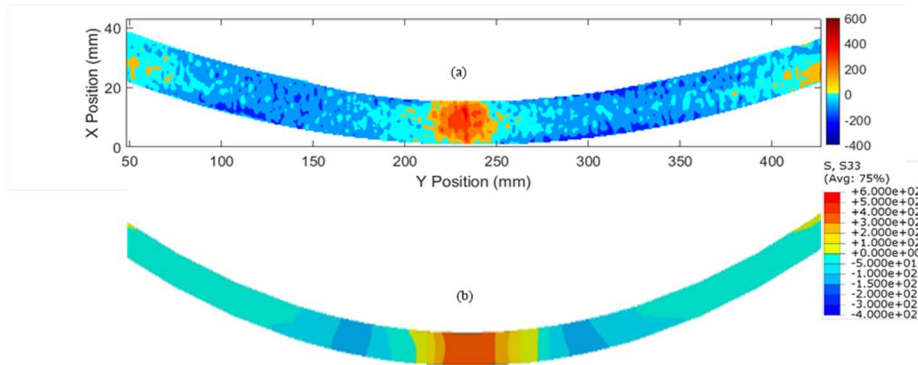 40
20
0
X Position (mm)
(a)
50 100 150 200 250 300 350 400
Y Position (mm)
600
400
200
0
-200
-400
S, S33
(Avg: 75%)
+6.000e+02
+5.000e+02
+4.000e+02
+3.000e+02
+2.000e+02
+1.000e+02
+0.000e+00
-5.000e+01
-1.000e+02
-1.500e+02
-2.000e+02
-3.000e+02
-4.000e+02
(b)